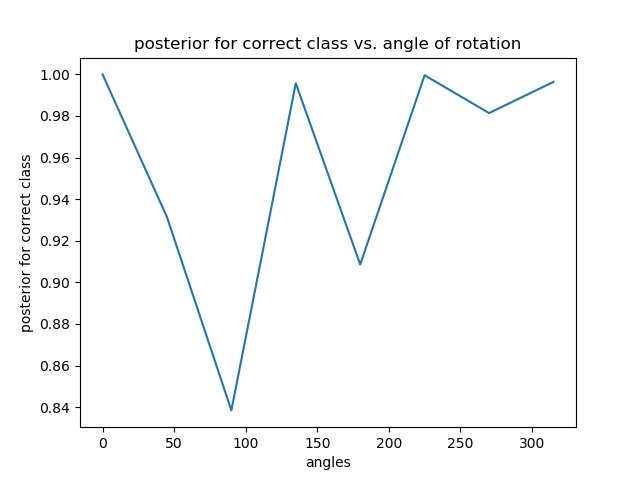 posterior for correct class vs. angle of rotation
1.00
0.98
0.96
0.94
0.92
0.90
0.88
0.86
0.84
posterior for correct class
0 50 100 150 200 250 300
angles